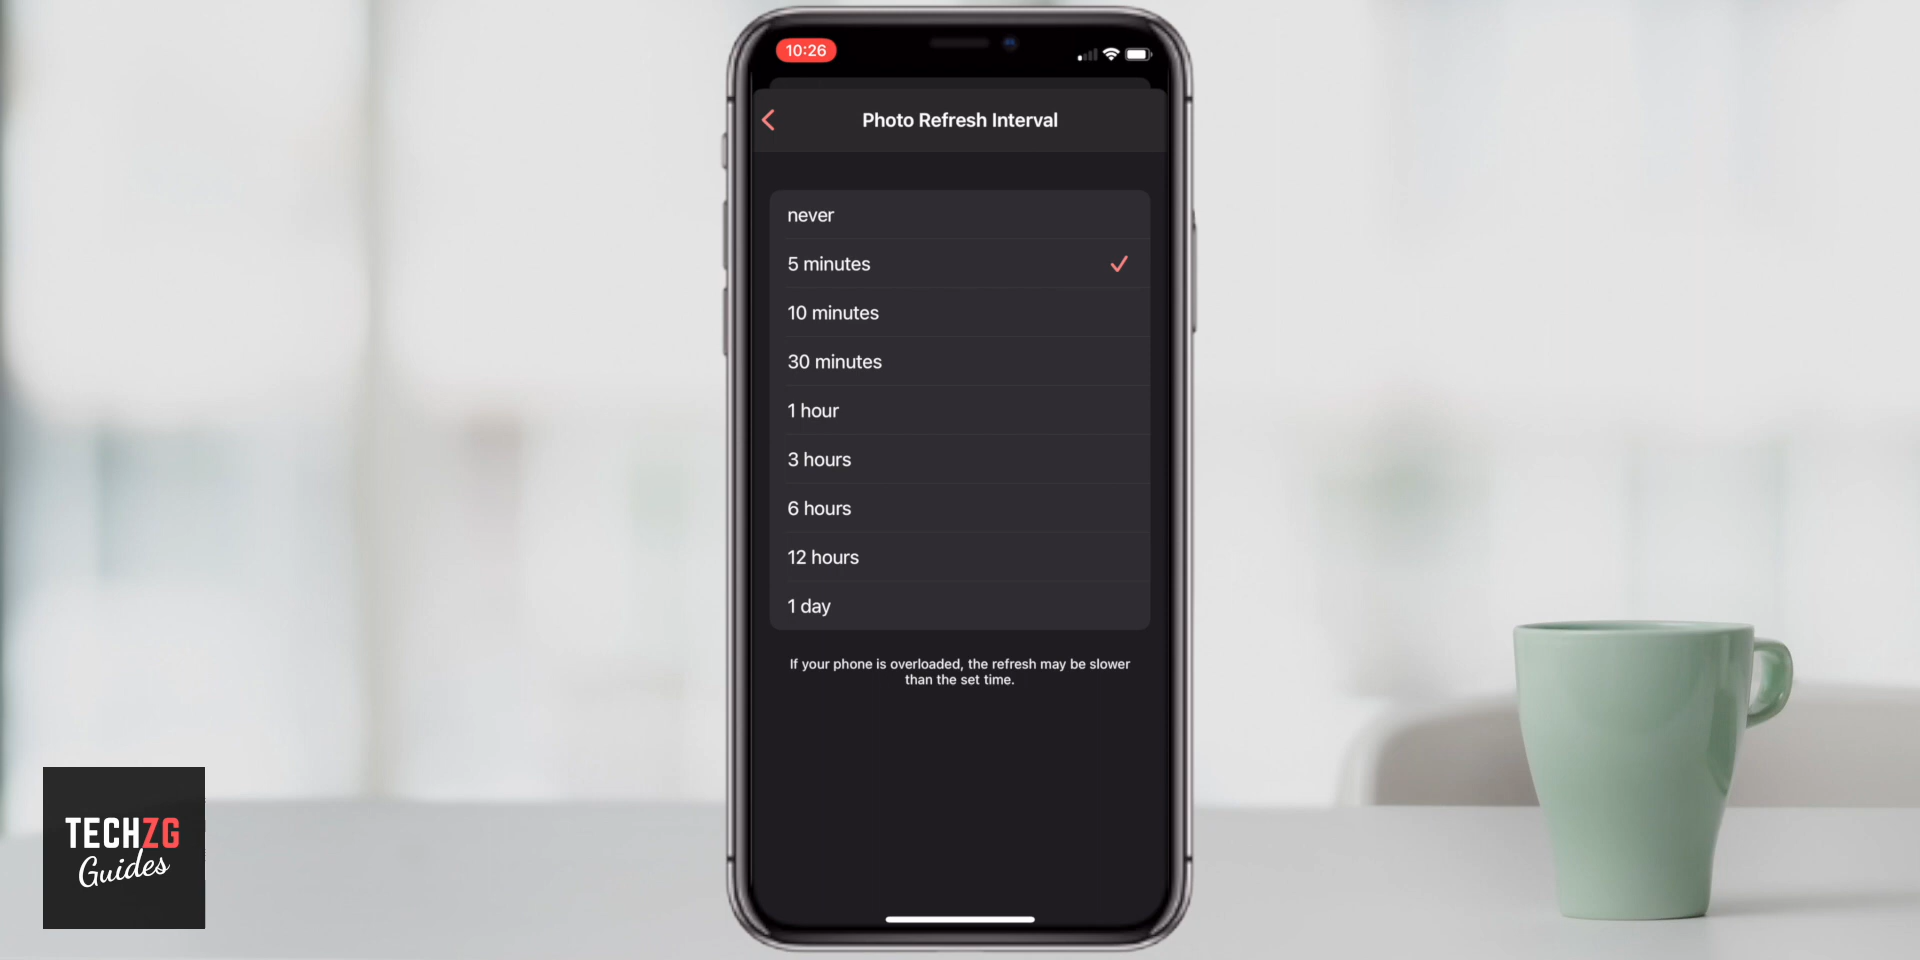 10:26
Photo Refresh Interval
never
5 minutes
10 minutes
30 minutes
1 hour
3 hours
6 hours
12 hours
1 day
If your phone is overloaded, the refresh may be slower
than the set time.
TECHZG
Guides